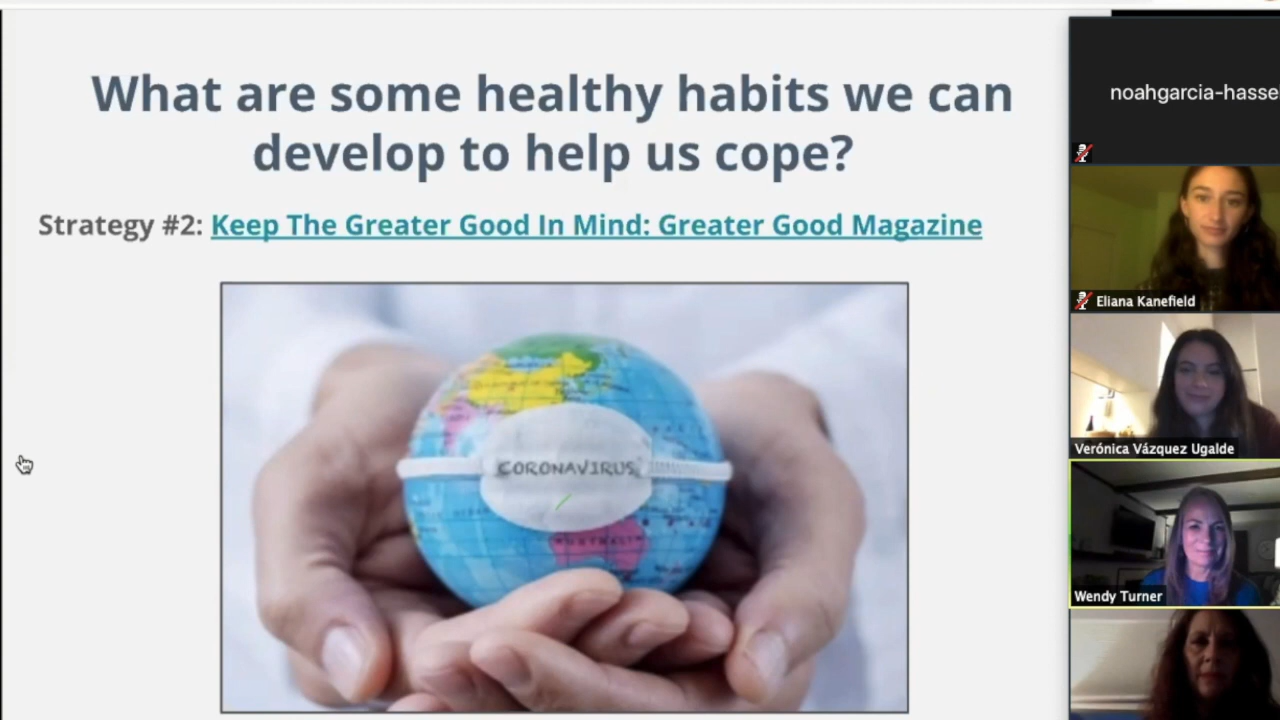 What are some healthy habits we can
develop to help us cope?
Strategy #2: Keep The Greater Good In Mind: Greater Good Magazine
CORONAVIRUS
AUSTRALIA
noahgarcia-hasse
Eliana Kanefield
Verónica Vázquez Ugalde
Wendy Turner